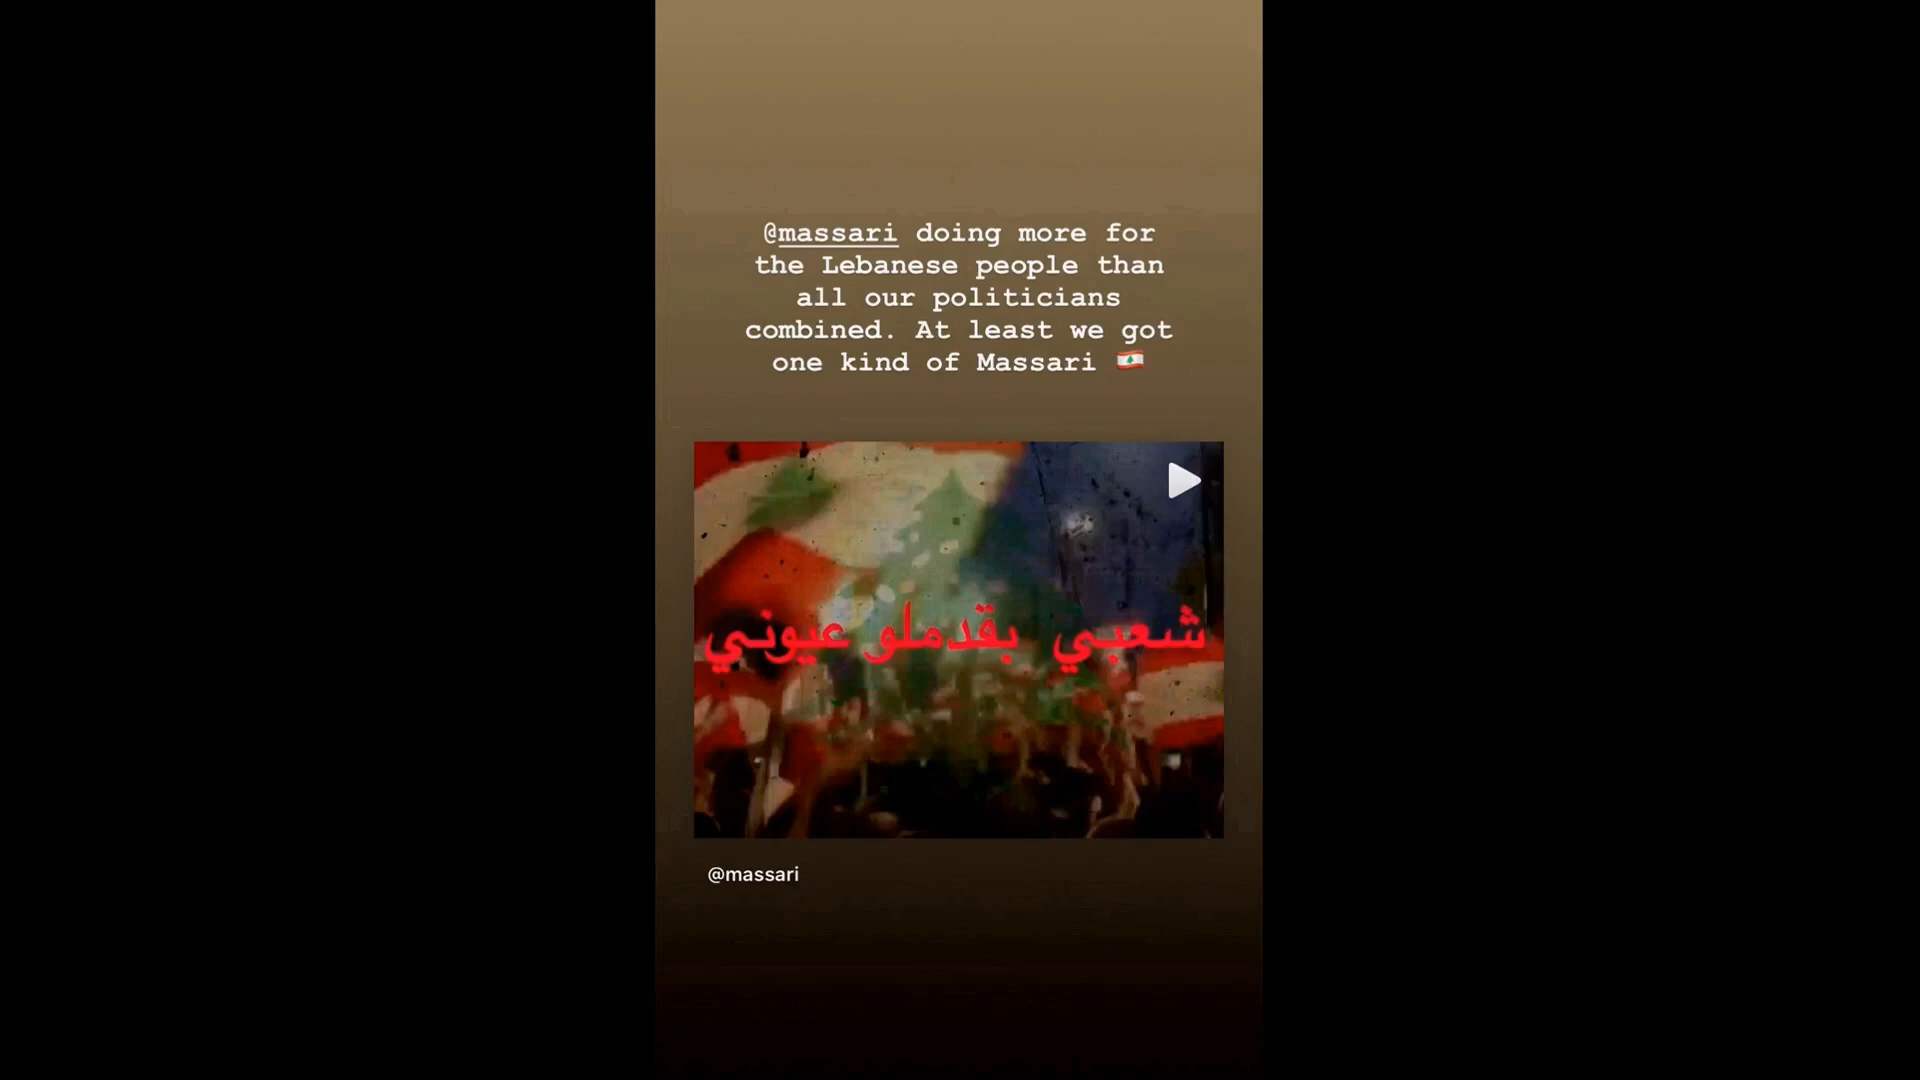 @massari doing more for
the Lebanese people than
all our politicians
combined. At least we got
one kind of Massari 🇱🇧
شعبي بقدملو عيوني
@massari